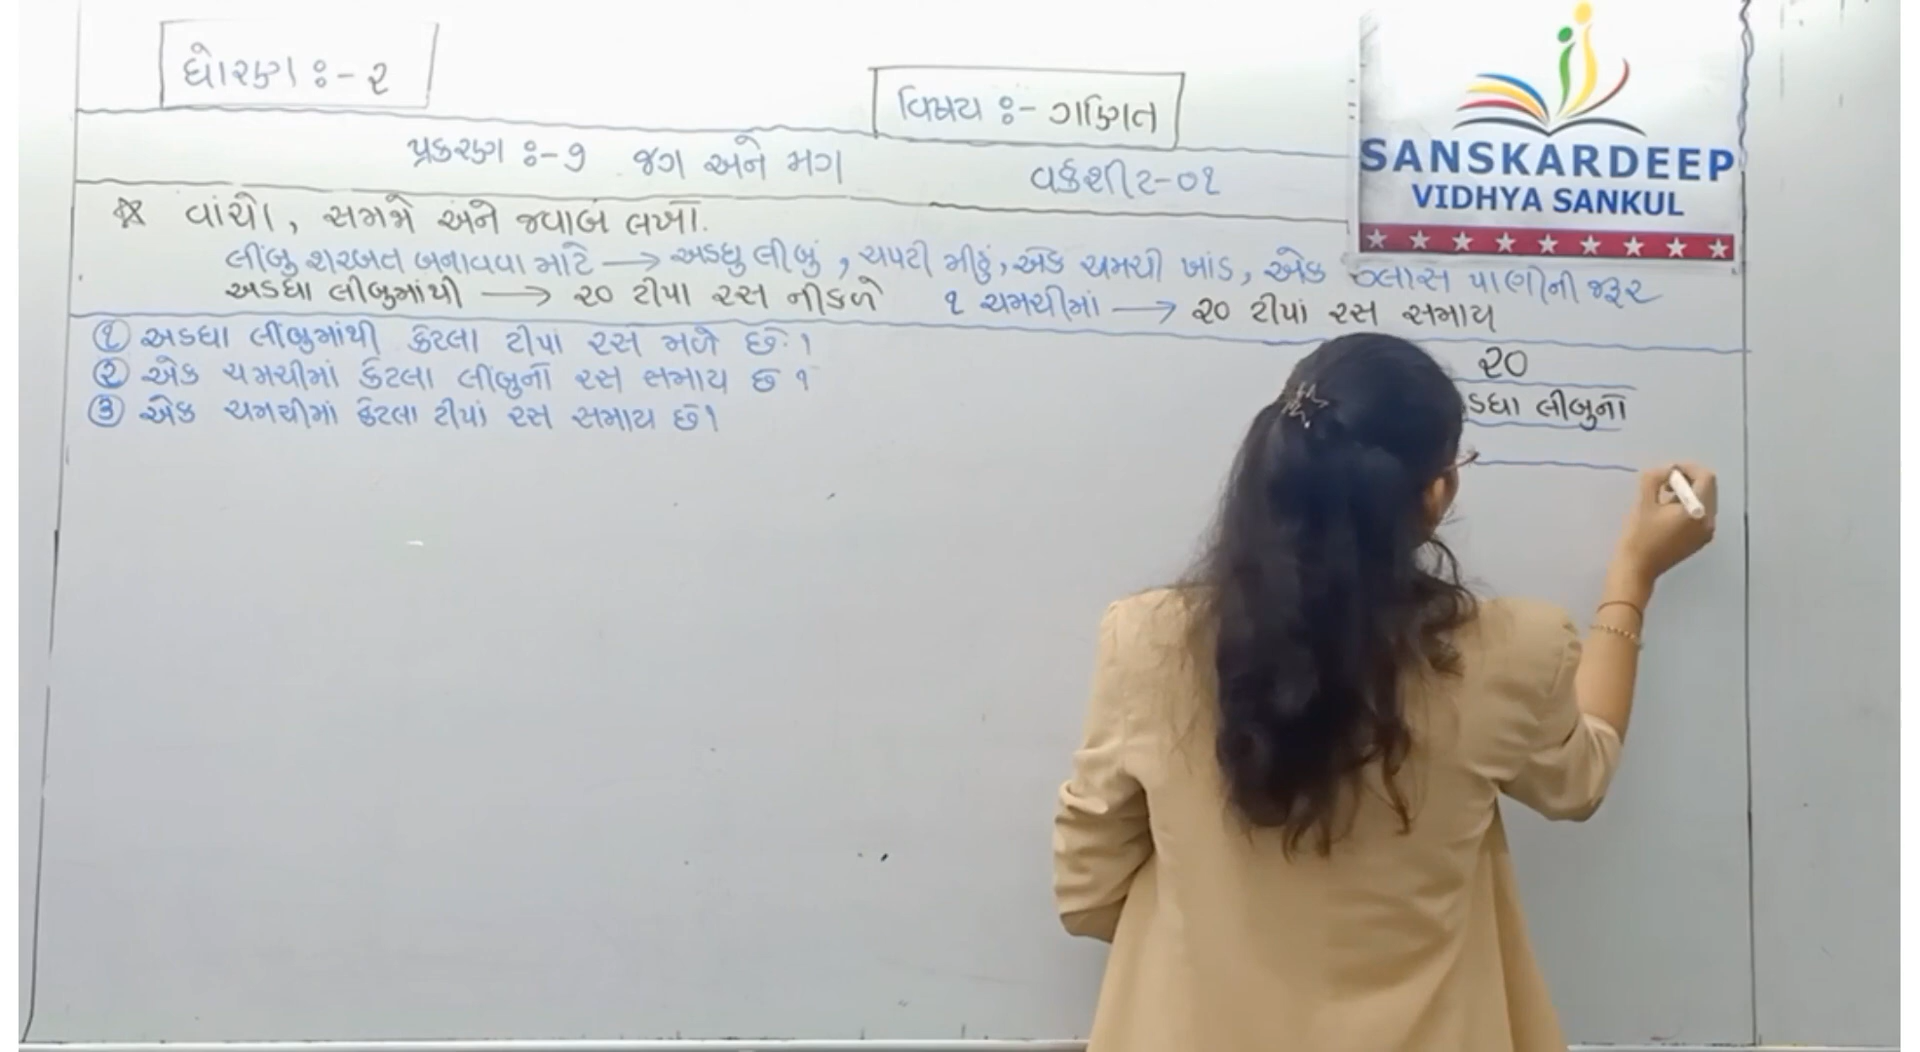 ધોરણ :- ૨
વિષય :- ગણિત
પ્રકરણ :- ૭ જગ અને મગ
વર્કશીટ-૦૧
SANSKARDEEP
VIDHYA SANKUL
☆ વાંચો, સમજો અને જવાબ લખો.
લીંબુ શરબત બનાવવા માટે → અડધુ લીંબું, ચપટી મીઠું, એક ચમચી ખાંડ, એક ગ્લાસ પાણીની જરૂર
અડધા લીંબુમાંથી → ૨૦ ટીપા રસ નીકળે ૧ ચમચીમાં → ૨૦ ટીપાં રસ સમાય
① અડધા લીંબુમાંથી કેટલા ટીપાં રસ મળે છે? ૨૦
② એક ચમચીમાં કેટલા લીંબુનો રસ સમાય છે? ડધા લીંબુનો
③ એક ચમચીમાં કેટલા ટીપાં રસ સમાય છે?